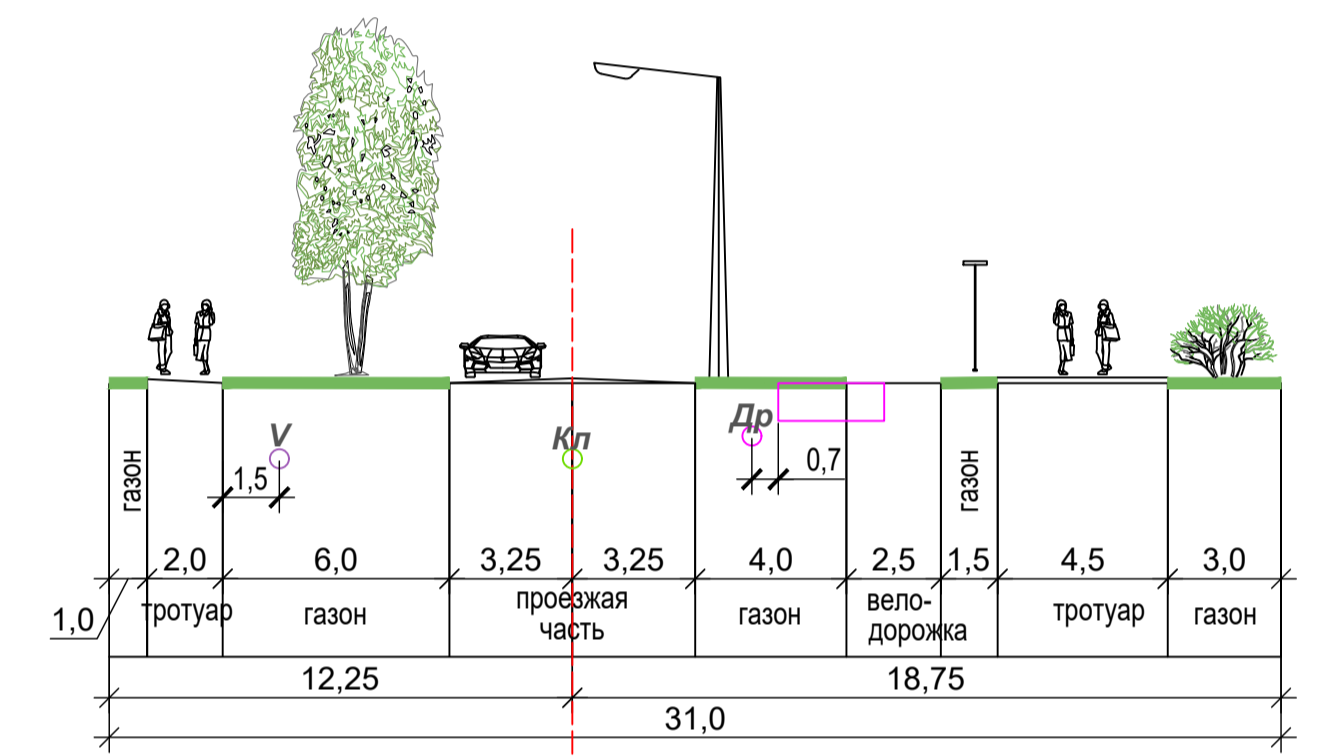 V
Кл
Др
1,5
0,7
газон
газон
2,0
6,0
3,25
3,25
4,0
2,5
1,5
4,5
3,0
1,0
тротуар
газон
проезжая
часть
газон
вело-
дорожка
тротуар
газон
12,25
18,75
31,0